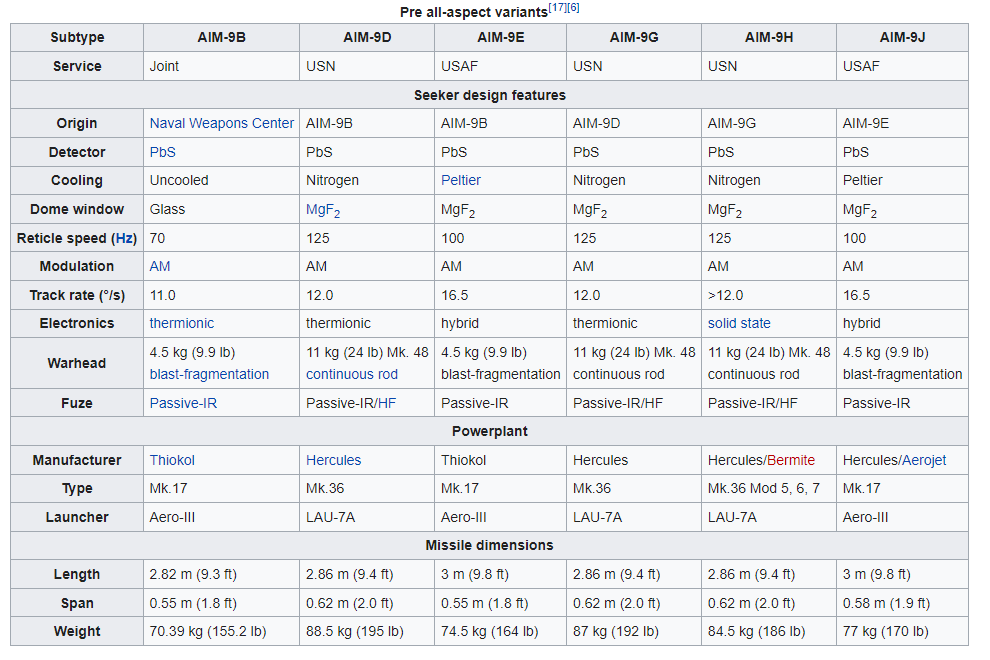 Pre all-aspect variants[17][6]
Subtype AIM-9B AIM-9D AIM-9E AIM-9G AIM-9H AIM-9J
Service Joint USN USAF USN USN USAF
Seeker design features
Origin Naval Weapons Center AIM-9B AIM-9B AIM-9D AIM-9G AIM-9E
Detector PbS PbS PbS PbS PbS PbS
Cooling Uncooled Nitrogen Peltier Nitrogen Nitrogen Peltier
Dome window Glass MgF2 MgF2 MgF2 MgF2 MgF2
Reticle speed (Hz) 70 125 100 125 125 100
Modulation AM AM AM AM AM AM
Track rate (°/s) 11.0 12.0 16.5 12.0 >12.0 16.5
Electronics thermionic thermionic hybrid thermionic solid state hybrid
Warhead 4.5 kg (9.9 lb) blast-fragmentation 11 kg (24 lb) Mk. 48 continuous rod 4.5 kg (9.9 lb) blast-fragmentation 11 kg (24 lb) Mk. 48 continuous rod 11 kg (24 lb) Mk. 48 continuous rod 4.5 kg (9.9 lb) blast-fragmentation
Fuze Passive-IR Passive-IR/HF Passive-IR Passive-IR/HF Passive-IR/HF Passive-IR
Powerplant
Manufacturer Thiokol Hercules Thiokol Hercules Hercules/Bermite Hercules/Aerojet
Type Mk.17 Mk.36 Mk.17 Mk.36 Mk.36 Mod 5, 6, 7 Mk.17
Launcher Aero-III LAU-7A Aero-III LAU-7A LAU-7A Aero-III
Missile dimensions
Length 2.82 m (9.3 ft) 2.86 m (9.4 ft) 3 m (9.8 ft) 2.86 m (9.4 ft) 2.86 m (9.4 ft) 3 m (9.8 ft)
Span 0.55 m (1.8 ft) 0.62 m (2.0 ft) 0.55 m (1.8 ft) 0.62 m (2.0 ft) 0.62 m (2.0 ft) 0.58 m (1.9 ft)
Weight 70.39 kg (155.2 lb) 88.5 kg (195 lb) 74.5 kg (164 lb) 87 kg (192 lb) 84.5 kg (186 lb) 77 kg (170 lb)